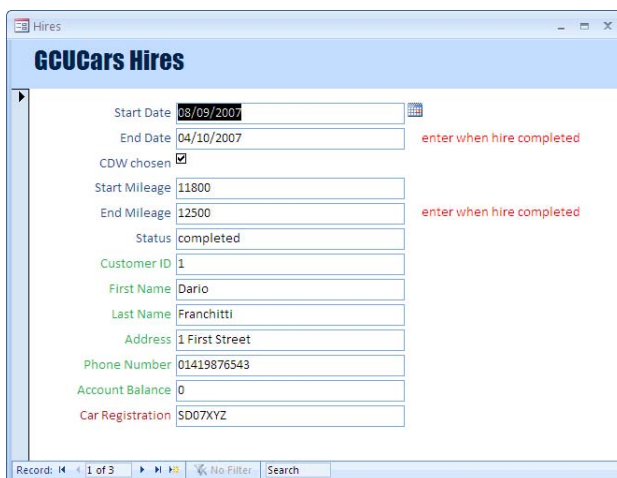 Hires
GCUCars Hires
Start Date 08/09/2007
End Date 04/10/2007 enter when hire completed
CDW chosen
Start Mileage 11800
End Mileage 12500 enter when hire completed
Status completed
Customer ID 1
First Name Dario
Last Name Franchitti
Address 1 First Street
Phone Number 01419876543
Account Balance 0
Car Registration SD07XYZ
Record: 1 of 3 No Filter Search